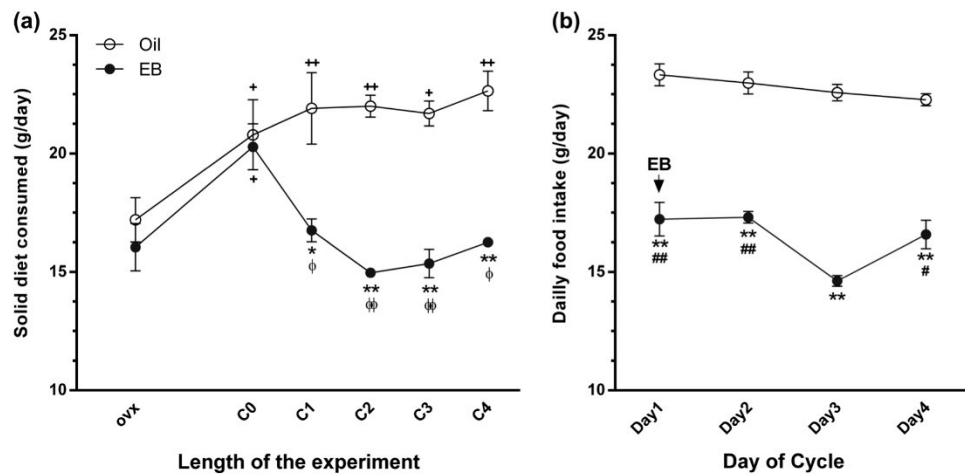 (a)
Oil
EB
Solid diet consumed (g/day)
25
20
15
10
+
++
++
+
++
+
*
ϕ
**
ϕϕ
**
ϕϕ
**
ϕ
ovx
C0
C1
C2
C3
C4
Length of the experiment
(b)
Dailly food intake (g/day)
25
20
15
10
EB
**
##
**
##
**
**
#
Day1
Day2
Day3
Day4
Day of Cycle